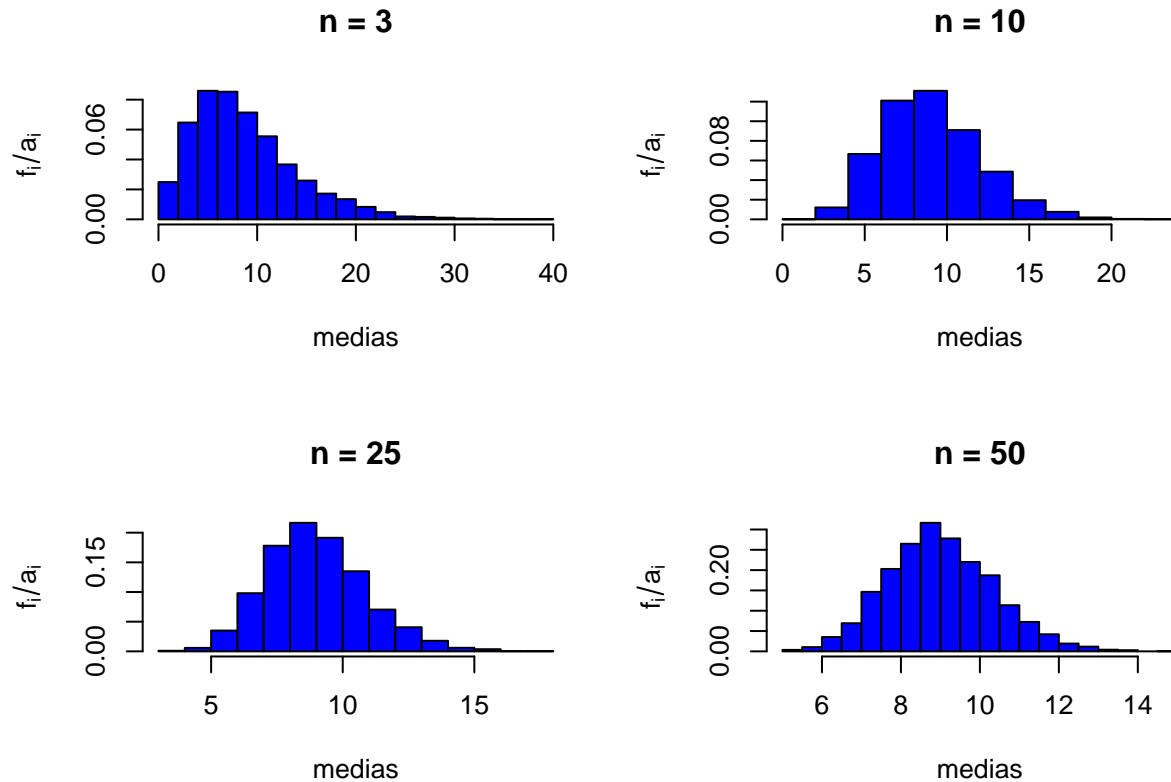 n = 3
f_i/a_i
0.00 0.06
0 10 20 30 40
medias
n = 10
f_i/a_i
0.00 0.08
0 5 10 15 20
medias
n = 25
f_i/a_i
0.00 0.15
5 10 15
medias
n = 50
f_i/a_i
0.00 0.20
6 8 10 12 14
medias